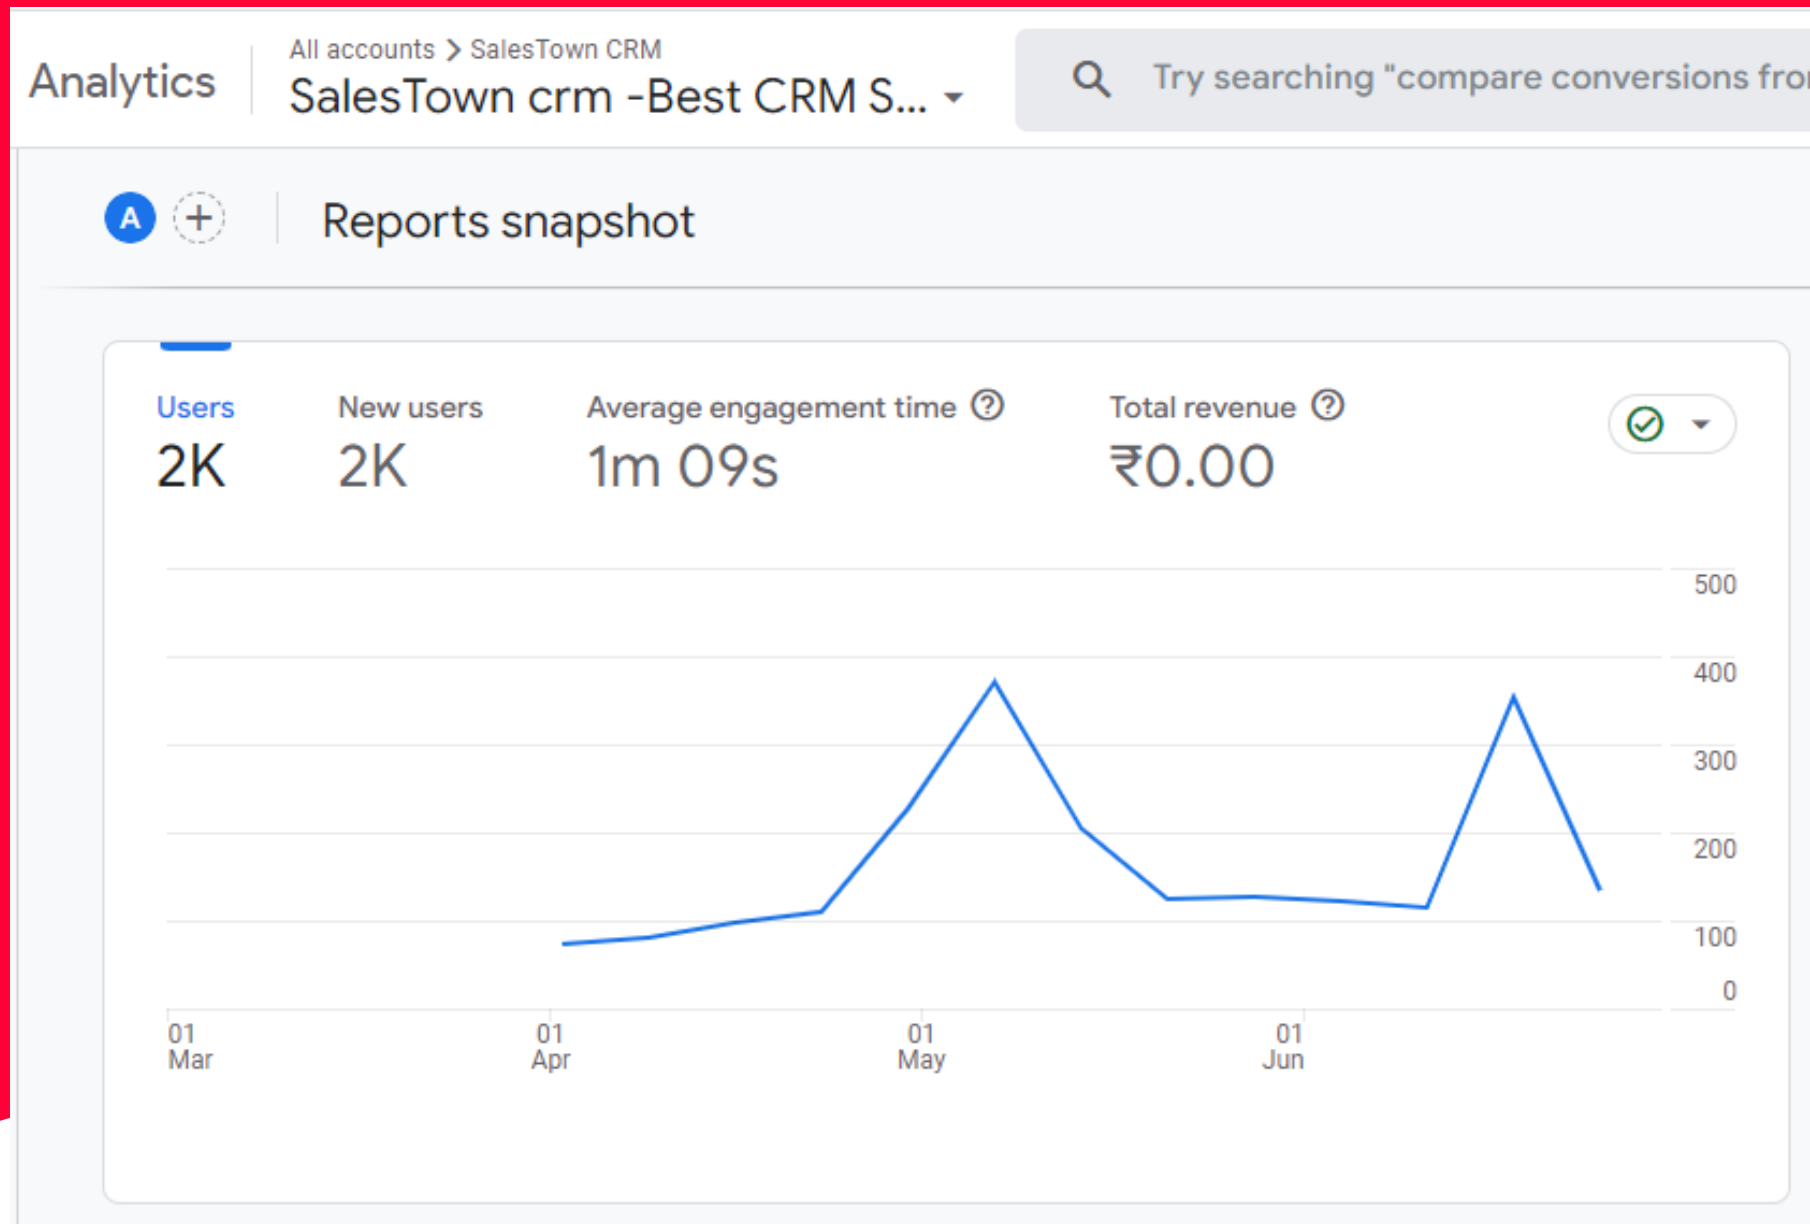 Analytics
All accounts > SalesTown CRM
SalesTown crm -Best CRM S...
Try searching "compare conversions fro
A
Reports snapshot
Users
2K
New users
2K
Average engagement time
1m 09s
Total revenue
₹0.00
500
400
300
200
100
0
01
Mar
01
Apr
01
May
01
Jun